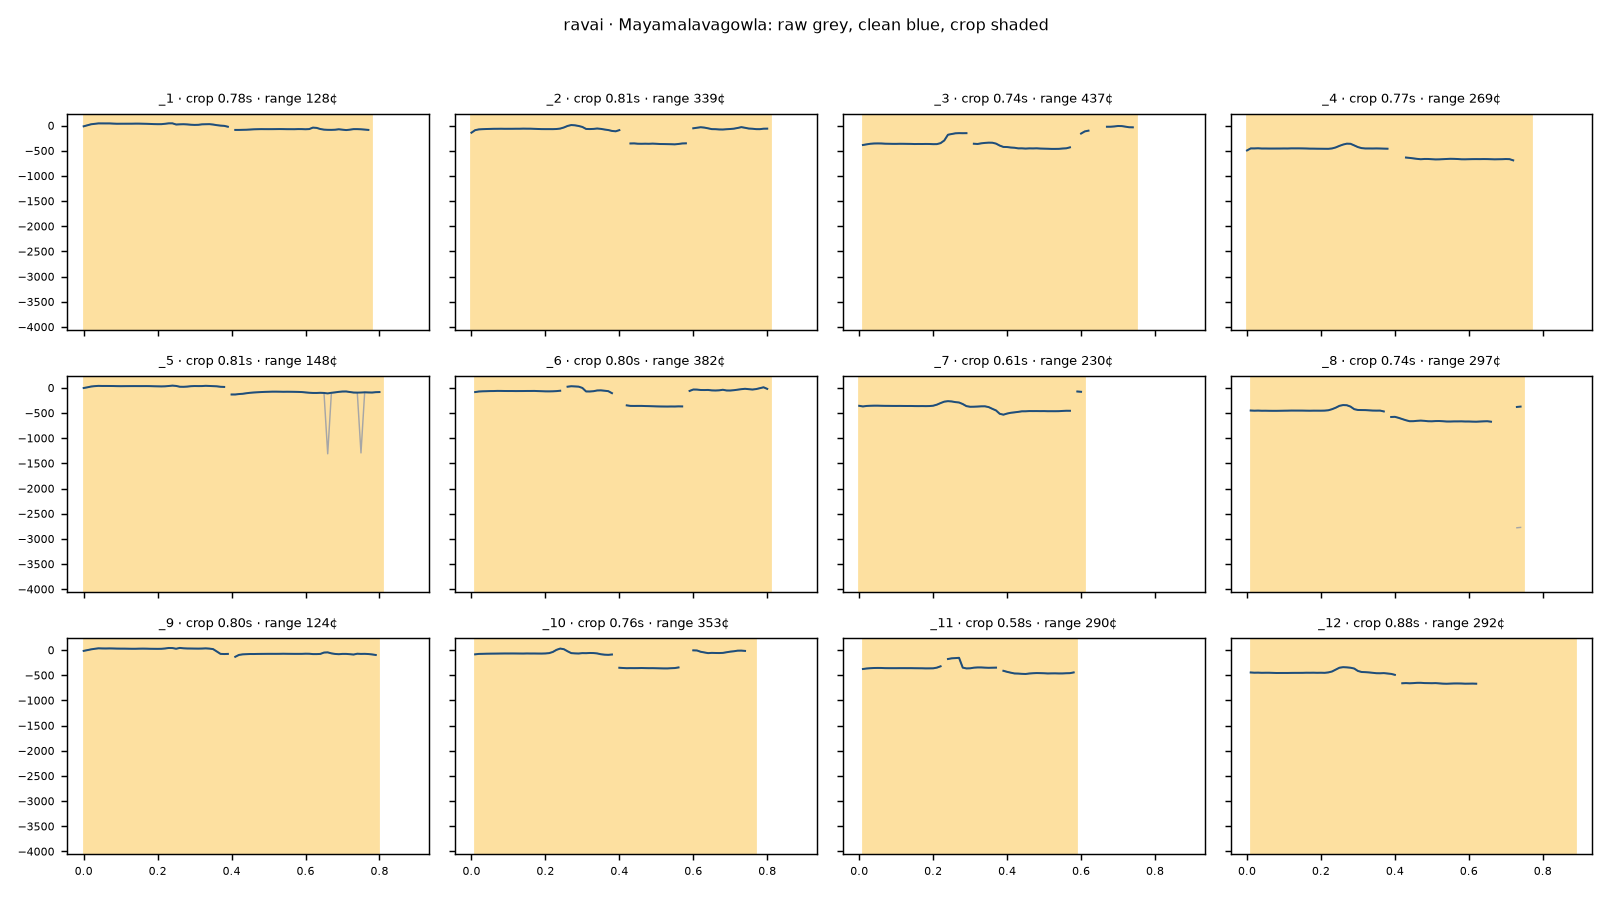 ravai · Mayamalavagowla: raw grey, clean blue, crop shaded
_1 · crop 0.78s · range 128¢
_2 · crop 0.81s · range 339¢
_3 · crop 0.74s · range 437¢
_4 · crop 0.77s · range 269¢
0
−500
−1000
−1500
−2000
−2500
−3000
−3500
−4000
_5 · crop 0.81s · range 148¢
_6 · crop 0.80s · range 382¢
_7 · crop 0.61s · range 230¢
_8 · crop 0.74s · range 297¢
0
−500
−1000
−1500
−2000
−2500
−3000
−3500
−4000
_9 · crop 0.80s · range 124¢
_10 · crop 0.76s · range 353¢
_11 · crop 0.58s · range 290¢
_12 · crop 0.88s · range 292¢
0
−500
−1000
−1500
−2000
−2500
−3000
−3500
−4000
0.0 0.2 0.4 0.6 0.8
0.0 0.2 0.4 0.6 0.8
0.0 0.2 0.4 0.6 0.8
0.0 0.2 0.4 0.6 0.8